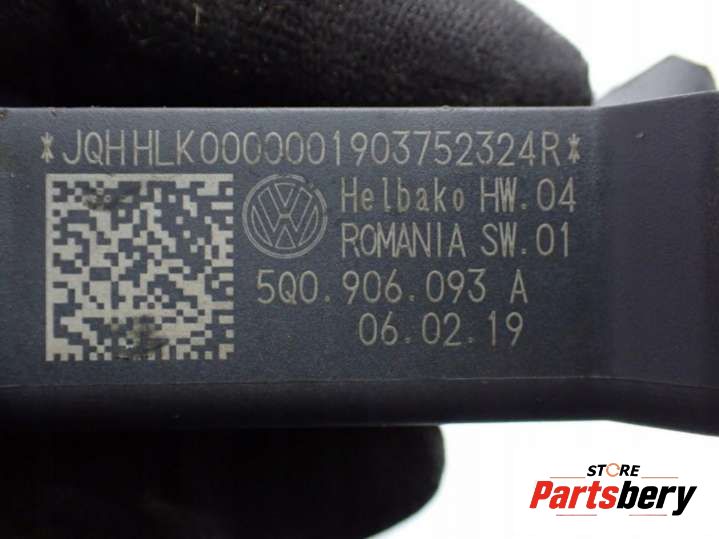 *JQHHLK0000001903752324R*
Helbako HW.04
ROMANIA SW.01
5Q0.906.093 A
06.02.19
STORE
Partsbery